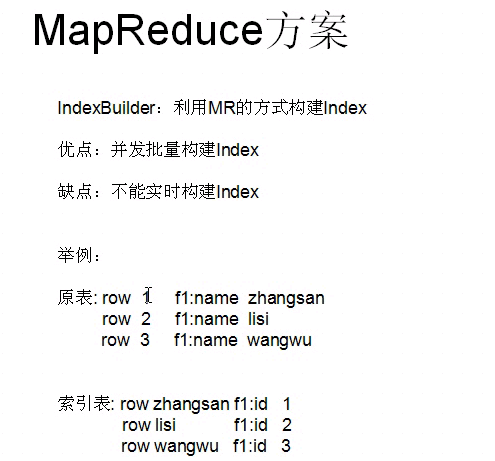 MapReduce方案
IndexBuilder：利用MR的方式构建Index
优点：并发批量构建Index
缺点：不能实时构建Index
举例：
原表: row 1 f1:name zhangsan
row 2 f1:name lisi
row 3 f1:name wangwu
索引表: row zhangsan f1:id 1
row lisi f1:id 2
row wangwu f1:id 3